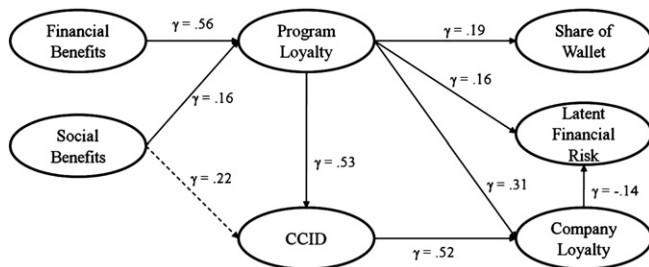 Financial
Benefits
γ = .56
Program
Loyalty
γ = .19
Share of
Wallet
γ = .16
γ = .16
Social
Benefits
Latent
Financial
Risk
γ = .22
γ = .53
γ = .31
γ = -.14
CCID
γ = .52
Company
Loyalty